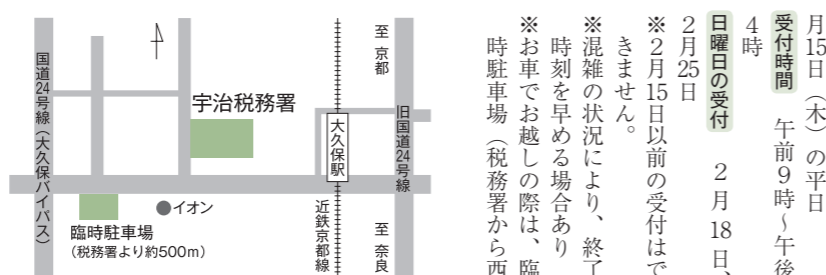 月15日（木）の平日
受付時間　午前９時～午後
４時
日曜日の受付　２月18日、
２月25日
※２月15日以前の受付はで
きません。
※混雑の状況により、終了
時刻を早める場合あり
※お車でお越しの際は、臨
時駐車場（税務署から西
至 京都
旧国道24号線
大久保駅
宇治税務署
国道24号線（大久保バイパス）
イオン
臨時駐車場
（税務署より約500m）
近鉄京都線
至 奈良